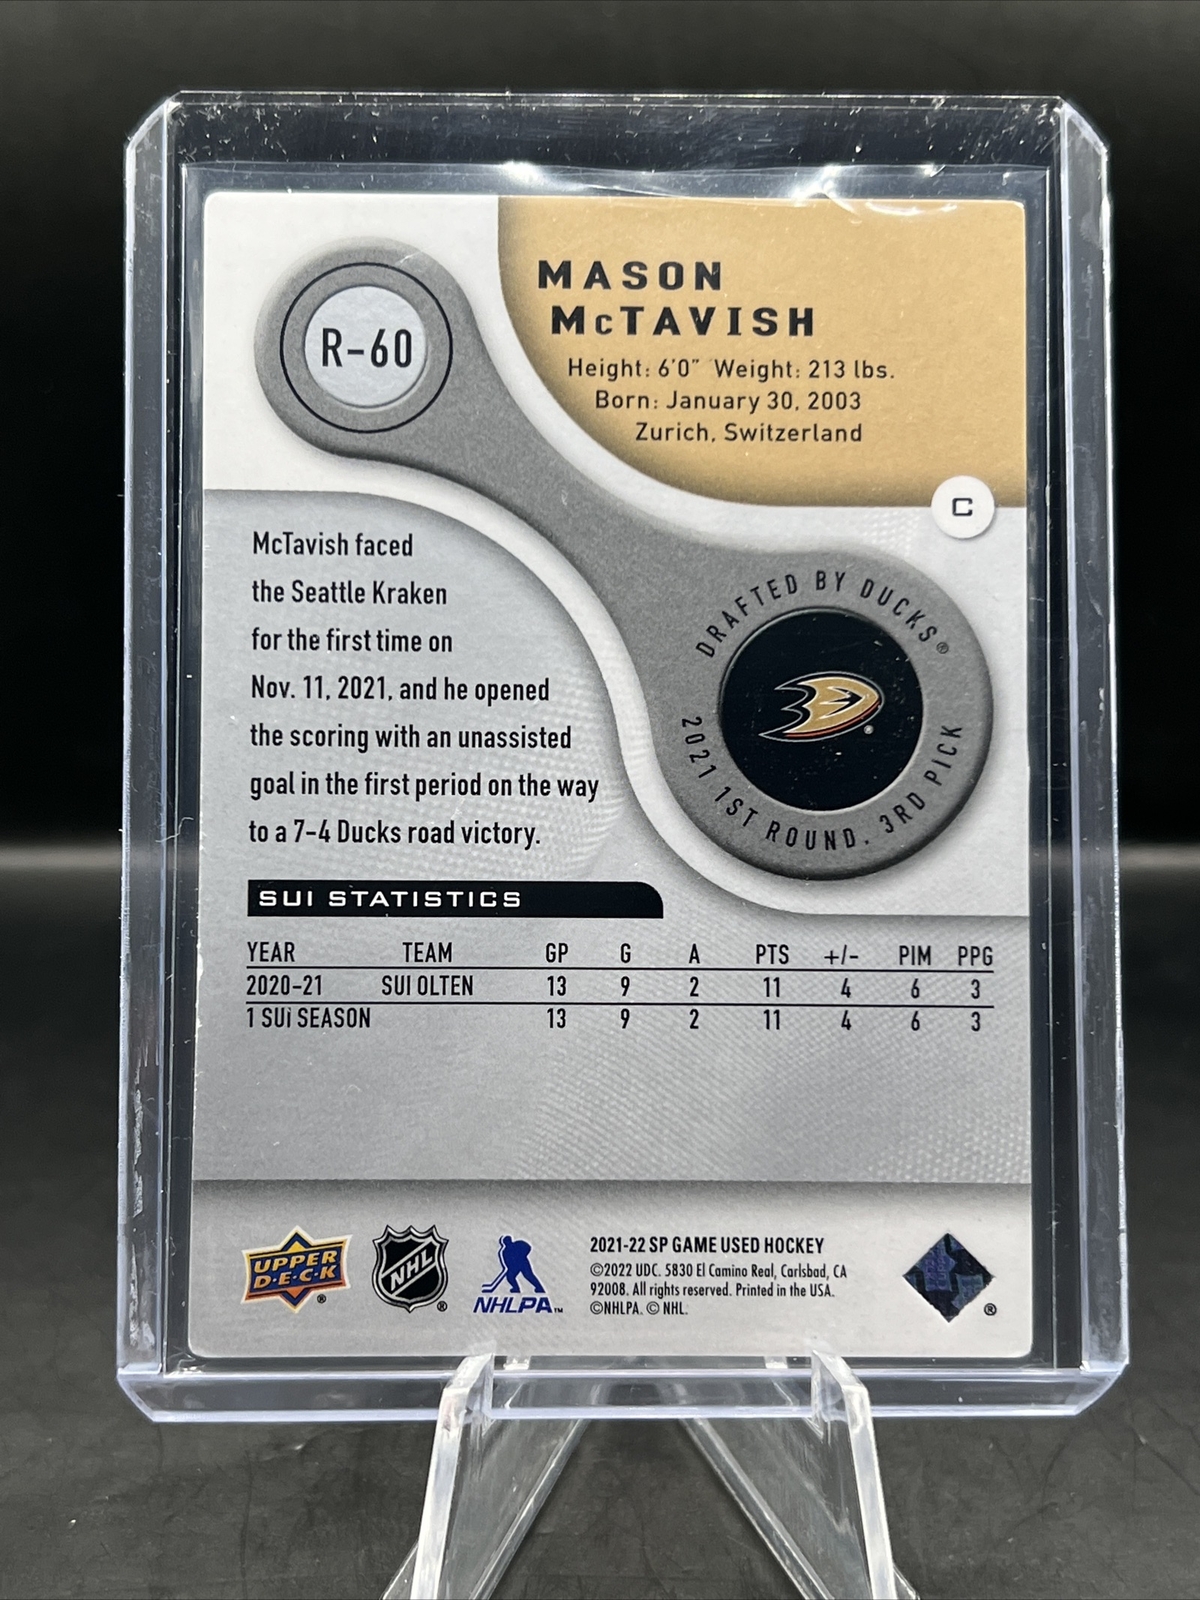 R-60
MASON
McTAVISH
Height: 6'0" Weight: 213 lbs.
Born: January 30, 2003
Zurich, Switzerland
C
McTavish faced
the Seattle Kraken
for the first time on
Nov. 11, 2021, and he opened
the scoring with an unassisted
goal in the first period on the way
to a 7-4 Ducks road victory.
DRAFTED BY DUCKS®
2021 1ST ROUND. 3RD PICK
®
SUI STATISTICS
YEAR TEAM GP G A PTS +/- PIM PPG
2020-21 SUI OLTEN 13 9 2 11 4 6 3
1 SUi SEASON 13 9 2 11 4 6 3
UPPER
D·E·C·K
®
NHL
®
NHLPA™
2021-22 SP GAME USED HOCKEY
©2022 UDC. 5830 El Camino Real, Carlsbad, CA
92008. All rights reserved. Printed in the USA.
©NHLPA. © NHL.
®